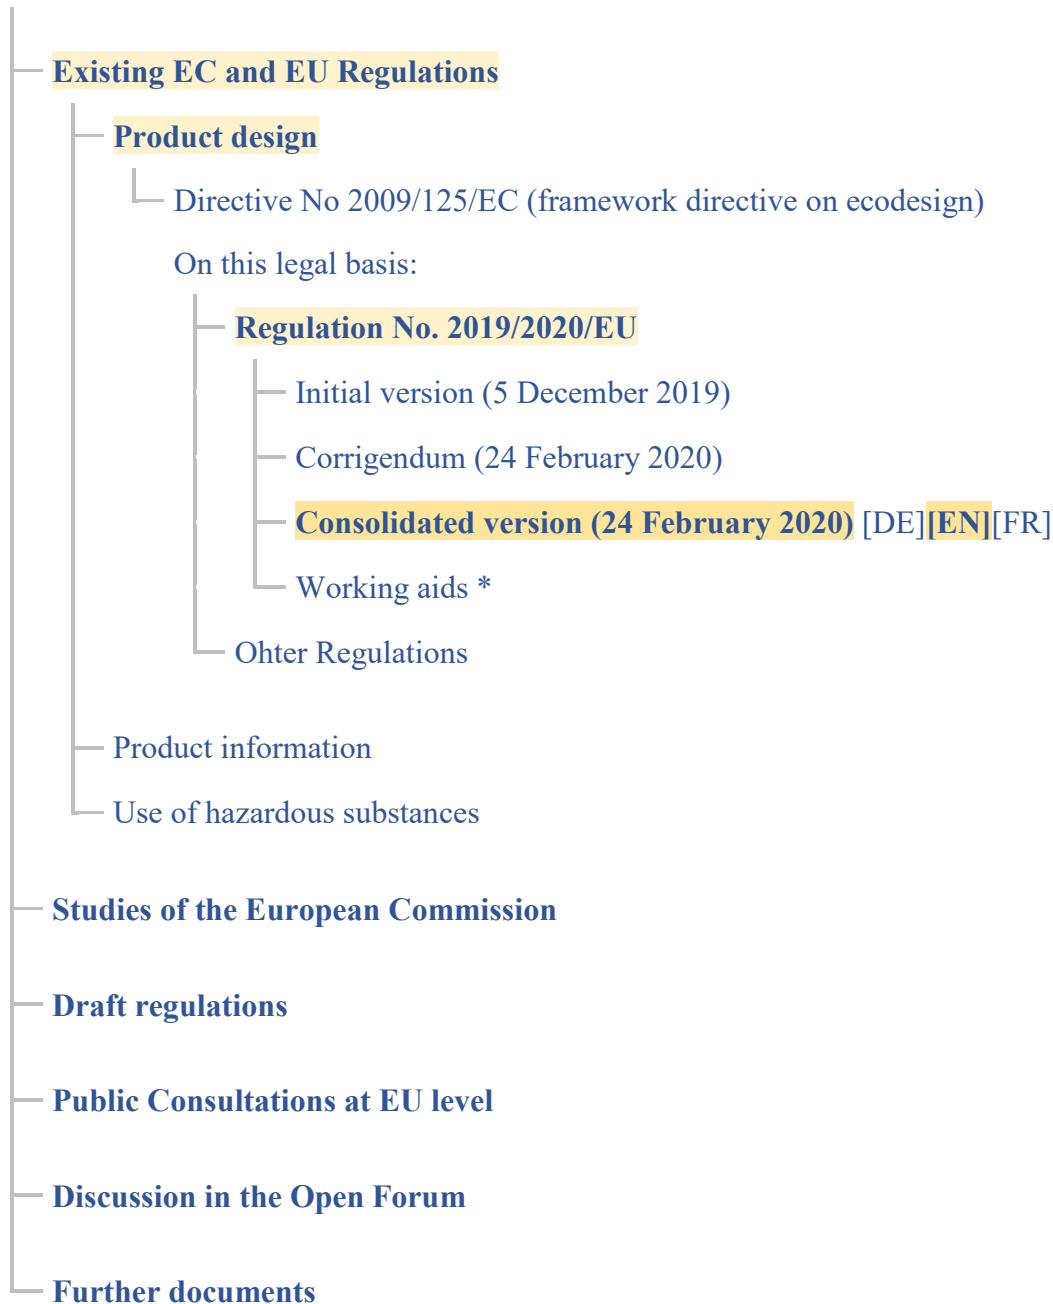 Existing EC and EU Regulations
Product design
Directive No 2009/125/EC (framework directive on ecodesign)
On this legal basis:
Regulation No. 2019/2020/EU
Initial version (5 December 2019)
Corrigendum (24 February 2020)
Consolidated version (24 February 2020) [DE][EN][FR]
Working aids *
Ohter Regulations
Product information
Use of hazardous substances
Studies of the European Commission
Draft regulations
Public Consultations at EU level
Discussion in the Open Forum
Further documents